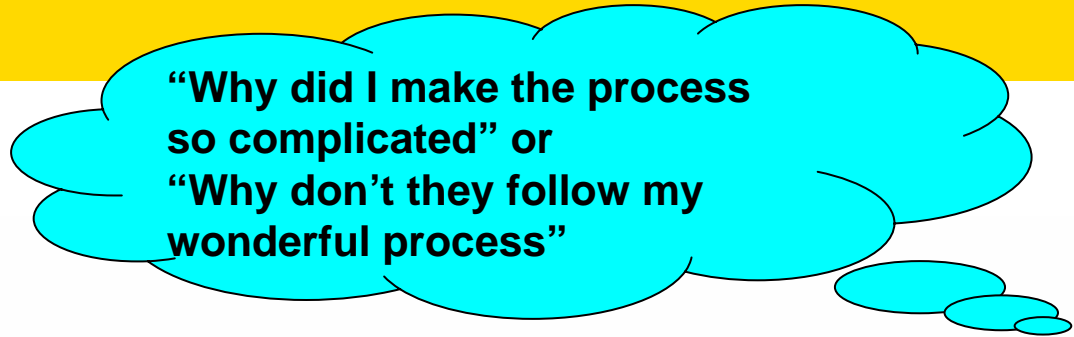 “Why did I make the process
so complicated” or
“Why don’t they follow my
wonderful process”